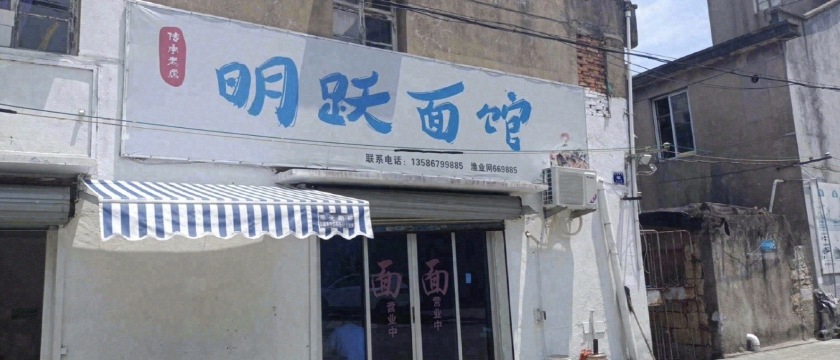 传承老店
明跃面馆
联系电话：13586799885 渔业网669885
面 面
营业中 营业中